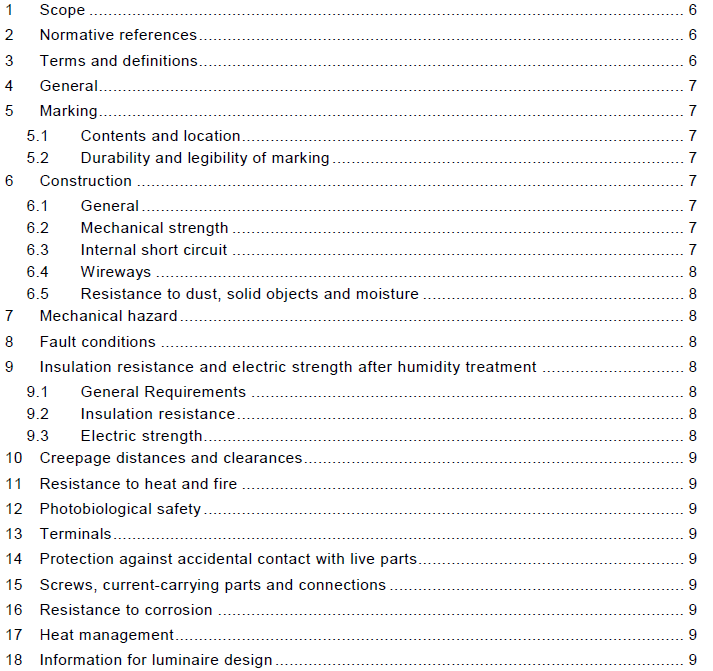 1 Scope ........ 6
2 Normative references ........ 6
3 Terms and definitions ........ 6
4 General ........ 7
5 Marking ........ 7
5.1 Contents and location ........ 7
5.2 Durability and legibility of marking ........ 7
6 Construction ........ 7
6.1 General ........ 7
6.2 Mechanical strength ........ 7
6.3 Internal short circuit ........ 7
6.4 Wireways ........ 8
6.5 Resistance to dust, solid objects and moisture ........ 8
7 Mechanical hazard ........ 8
8 Fault conditions ........ 8
9 Insulation resistance and electric strength after humidity treatment ........ 8
9.1 General Requirements ........ 8
9.2 Insulation resistance ........ 8
9.3 Electric strength ........ 8
10 Creepage distances and clearances ........ 9
11 Resistance to heat and fire ........ 9
12 Photobiological safety ........ 9
13 Terminals ........ 9
14 Protection against accidental contact with live parts ........ 9
15 Screws, current-carrying parts and connections ........ 9
16 Resistance to corrosion ........ 9
17 Heat management ........ 9
18 Information for luminaire design ........ 9